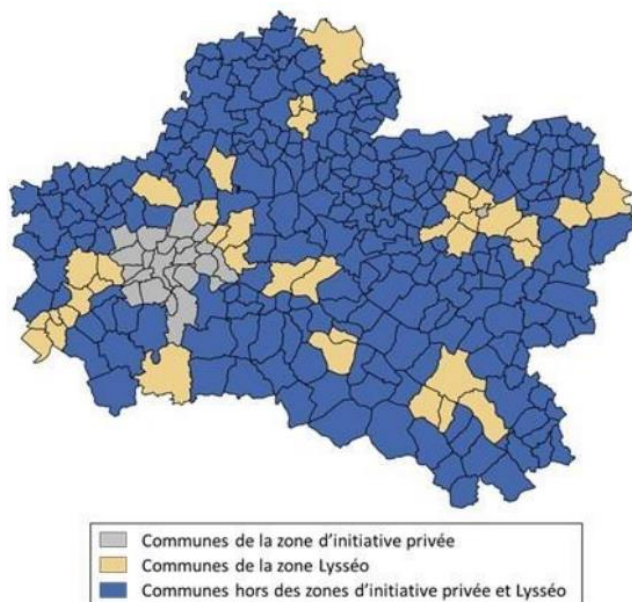 Communes de la zone d'initiative privée
Communes de la zone Lysséo
Communes hors des zones d'initiative privée et Lysséo